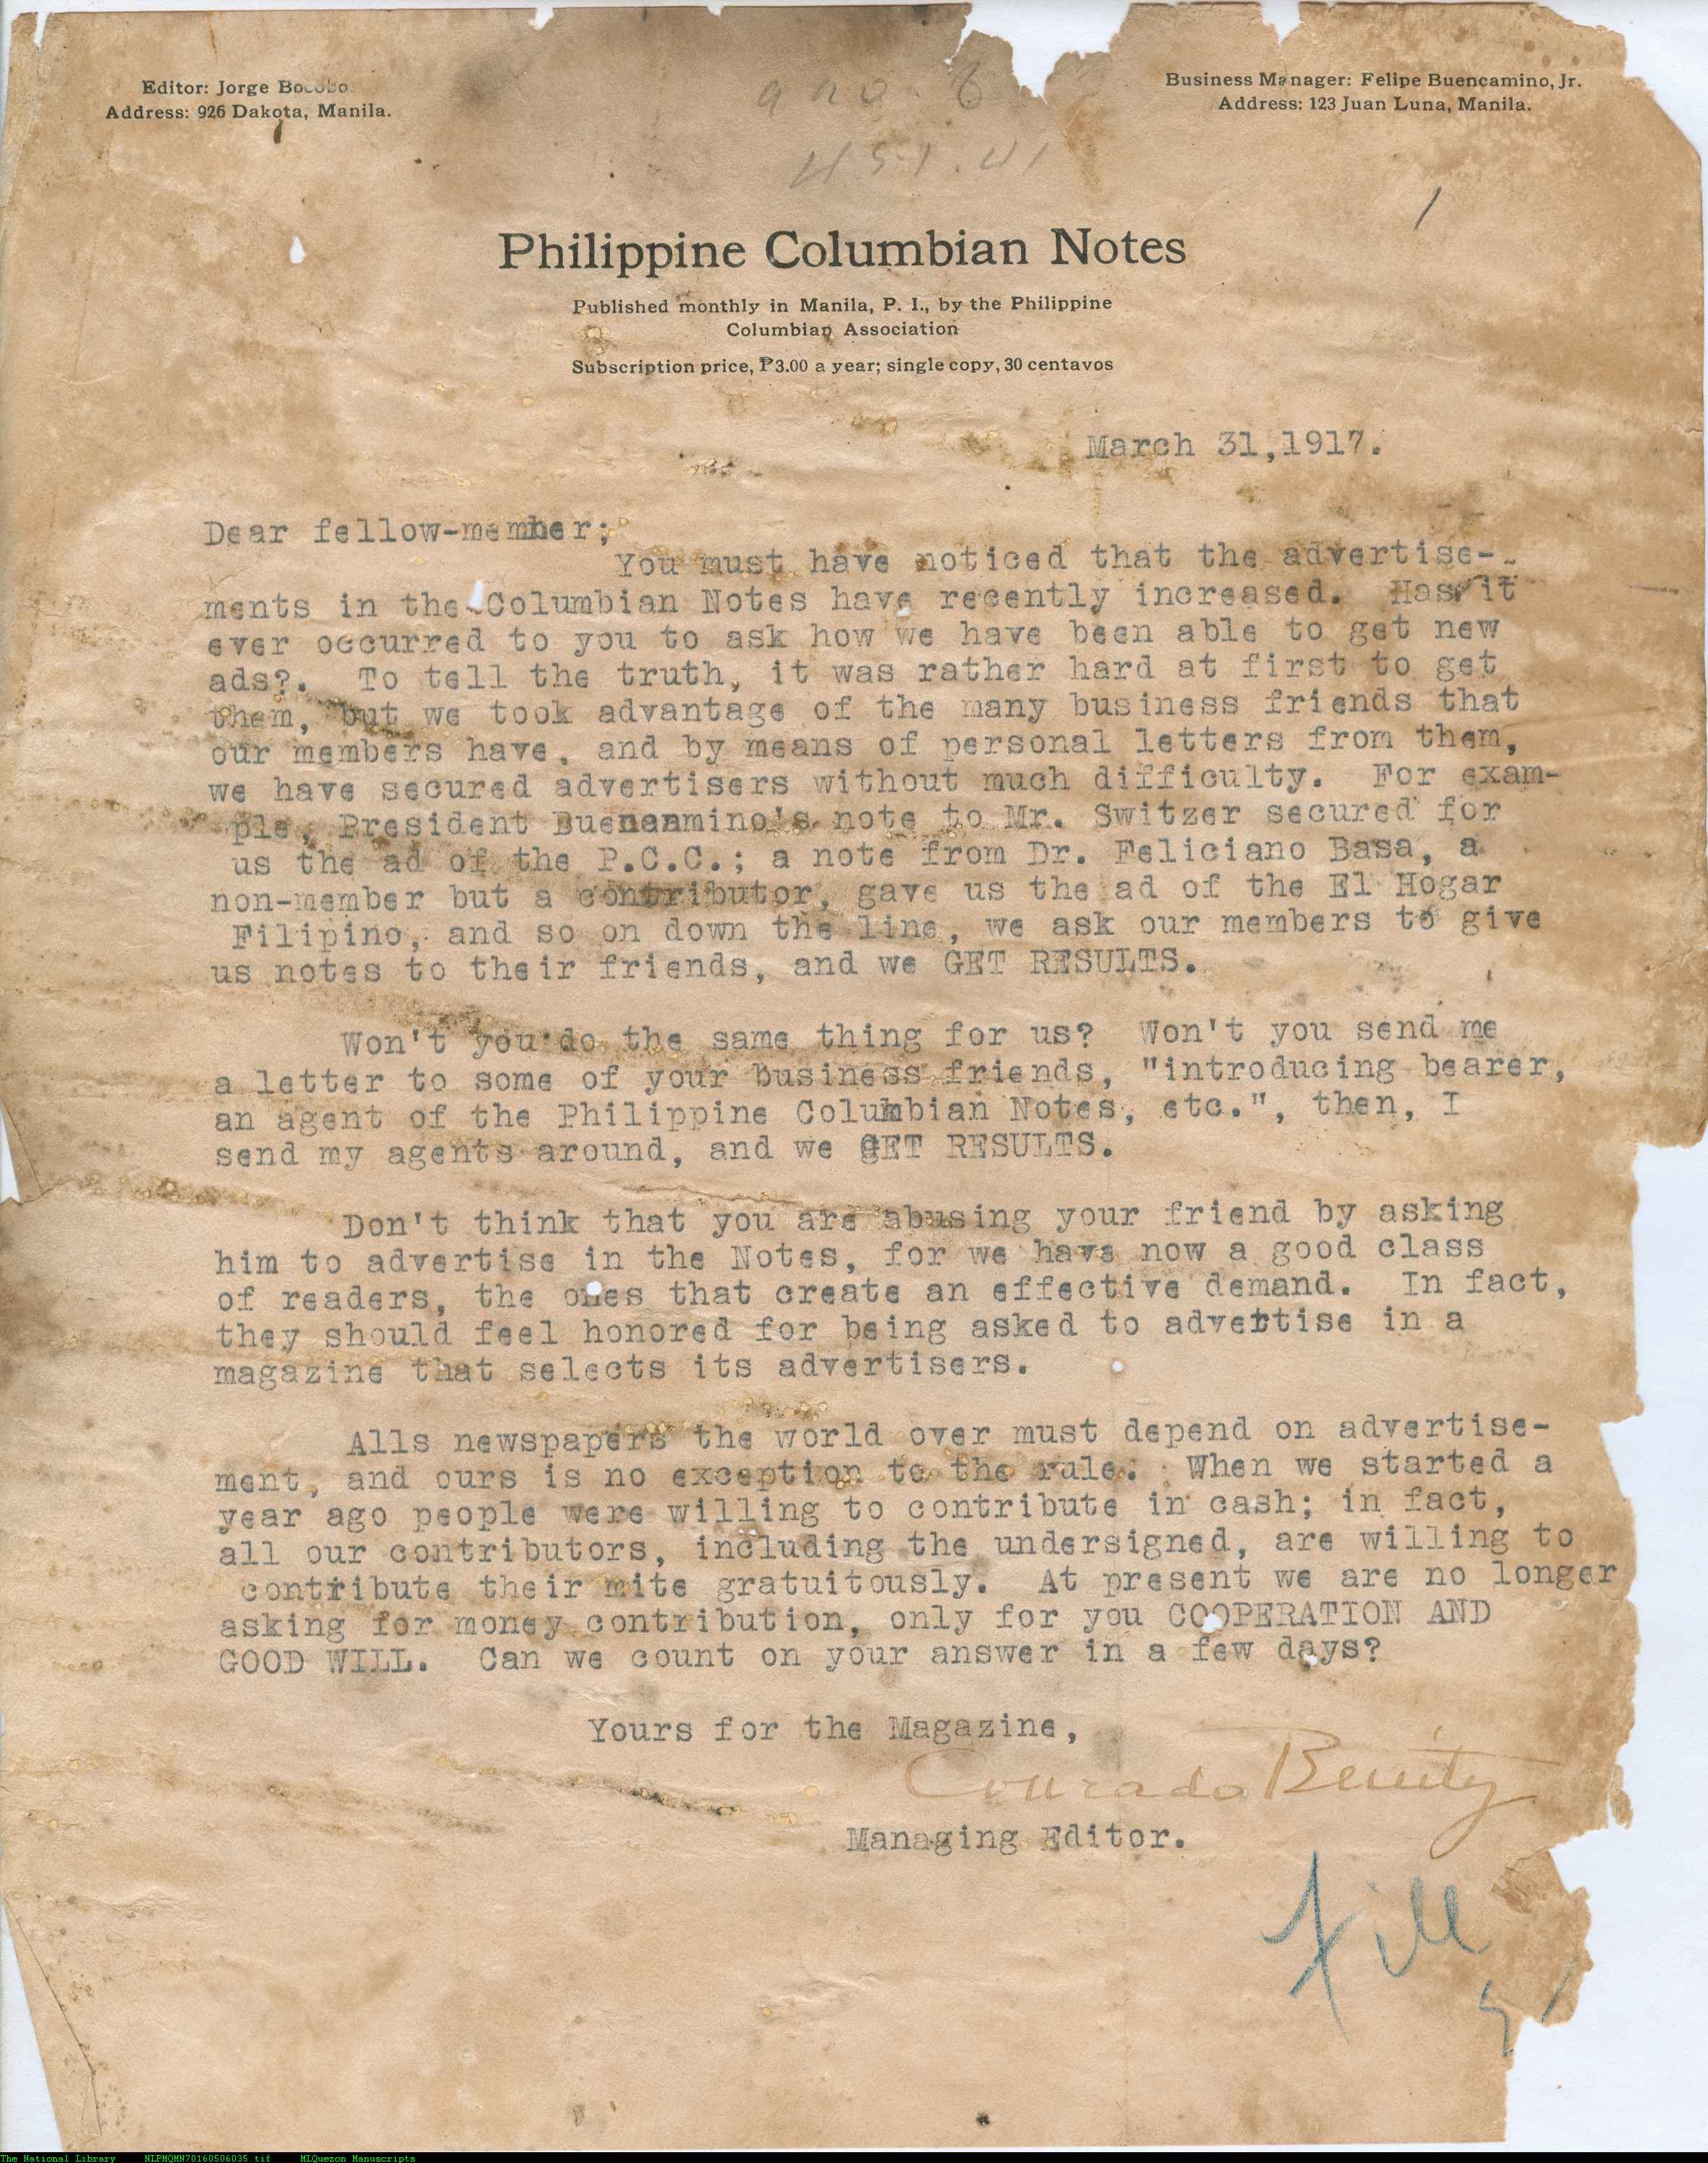 Editor: Jorge Bocobo
Address: 926 Dakota, Manila.
Business Manager: Felipe Buencamino, Jr.
Address: 123 Juan Luna, Manila.
451.41
1
Philippine Columbian Notes
Published monthly in Manila, P. I., by the Philippine
Columbian Association
Subscription price, ₱3.00 a year; single copy, 30 centavos
March 31,1917.
Dear fellow-member;
You must have noticed that the advertise-
ments in the Columbian Notes have recently increased. Has it
ever occurred to you to ask how we have been able to get new
ads?. To tell the truth, it was rather hard at first to get
them, but we took advantage of the many business friends that
our members have, and by means of personal letters from them,
we have secured advertisers without much difficulty. For exam-
ple, President Buenanmino's note to Mr. Switzer secured for
us the ad of the P.C.C.; a note from Dr. Feliciano Basa, a
non-member but a contributor, gave us the ad of the El Hogar
Filipino, and so on down the line, we ask our members to give
us notes to their friends, and we GET RESULTS.
Won't you do the same thing for us? Won't you send me
a letter to some of your business friends, "introducing bearer,
an agent of the Philippine Columbian Notes, etc.", then, I
send my agents around, and we GET RESULTS.
Don't think that you are abusing your friend by asking
him to advertise in the Notes, for we have now a good class
of readers, the ones that create an effective demand. In fact,
they should feel honored for being asked to advettise in a
magazine that selects its advertisers.
Alls newspapers the world over must depend on advertise-
ment, and ours is no exception to the rule. When we started a
year ago people were willing to contribute in cash; in fact,
all our contributors, including the undersigned, are willing to
contribute their mite gratuitously. At present we are no longer
asking for money contribution, only for you COOPERATION AND
GOOD WILL. Can we count on your answer in a few days?
Yours for the Magazine,
Conrado Benitez
Managing Editor.
File
The National Library NLPMQMN70160506035.tif MLQuezon Manuscripts